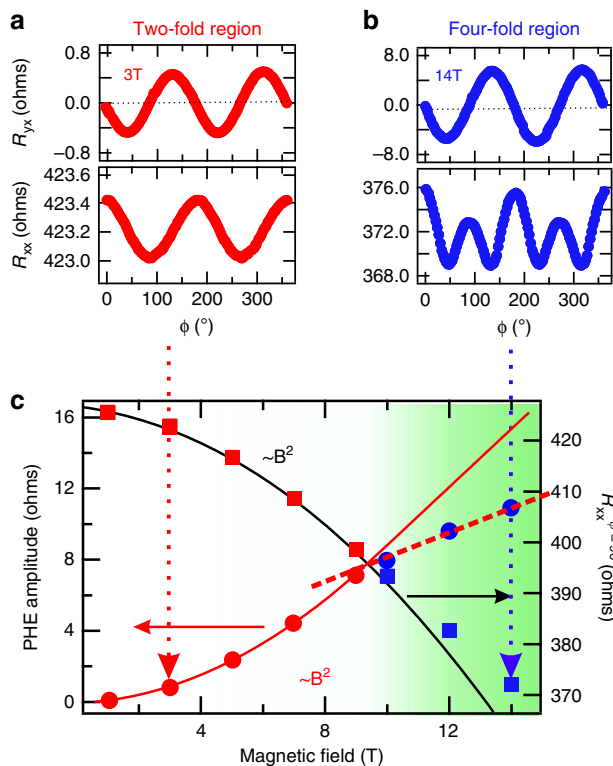 a
Two-fold region
0.8
0.0
−0.8
Ryx (ohms)
3T
423.4
423.2
423.0
Rxx (ohms)
0 100 200 300
ϕ (°)
b
Four-fold region
8.0
0.0
−8.0
14T
376.0
372.0
368.0
0 100 200 300
ϕ (°)
c
16
12
8
4
0
PHE amplitude (ohms)
~B²
~B²
420
410
400
390
380
370
(ohms)
4 8 12
Magnetic field (T)